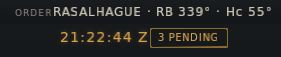 ORDER RASALHAGUE · RB 339° · Hc 55°
21:22:44 Z 3 PENDING